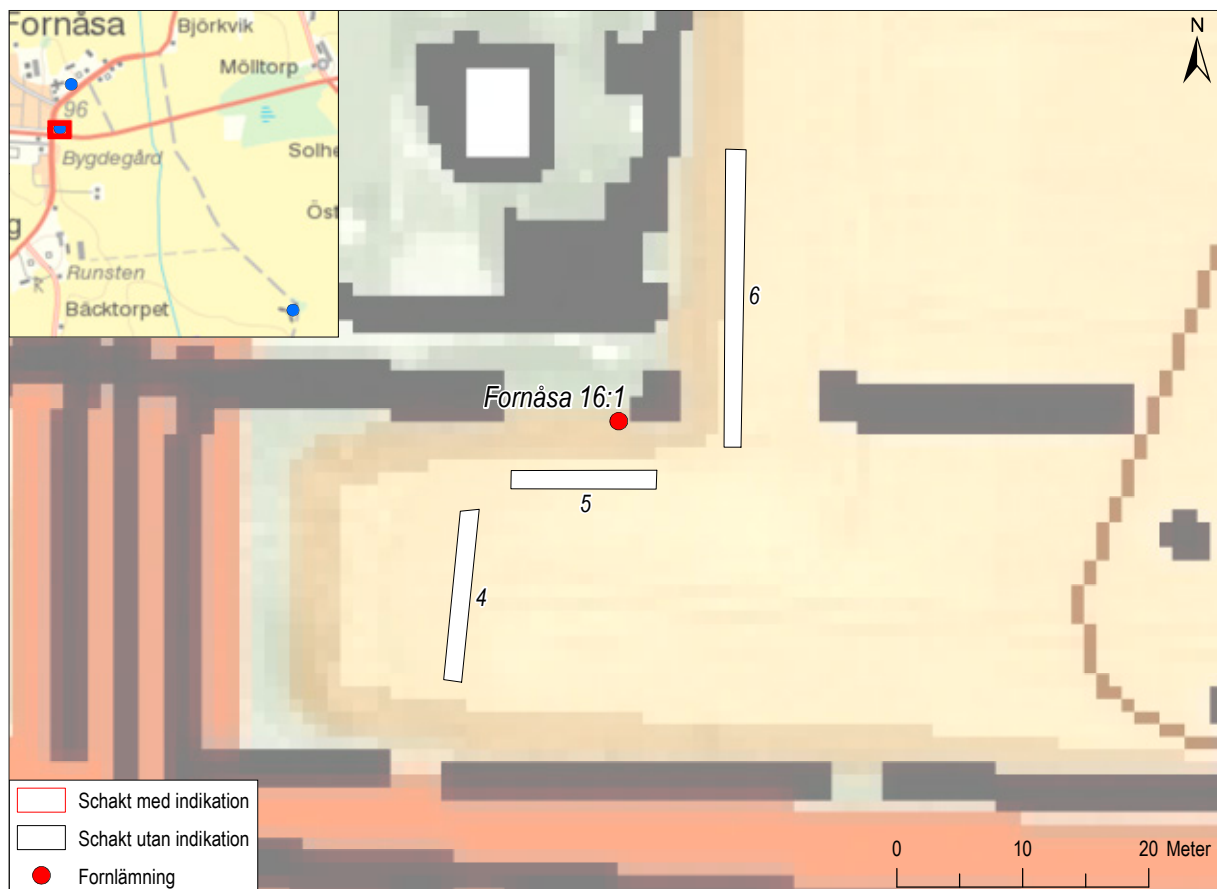 Fornåsa
Björkvik
Mölltorp
96
Bygdegård
Solhe
Öst
g
Runsten
R
Bäcktorpet
N
6
Fornåsa 16:1
5
4
Schakt med indikation
Schakt utan indikation
Fornlämning
0 10 20 Meter